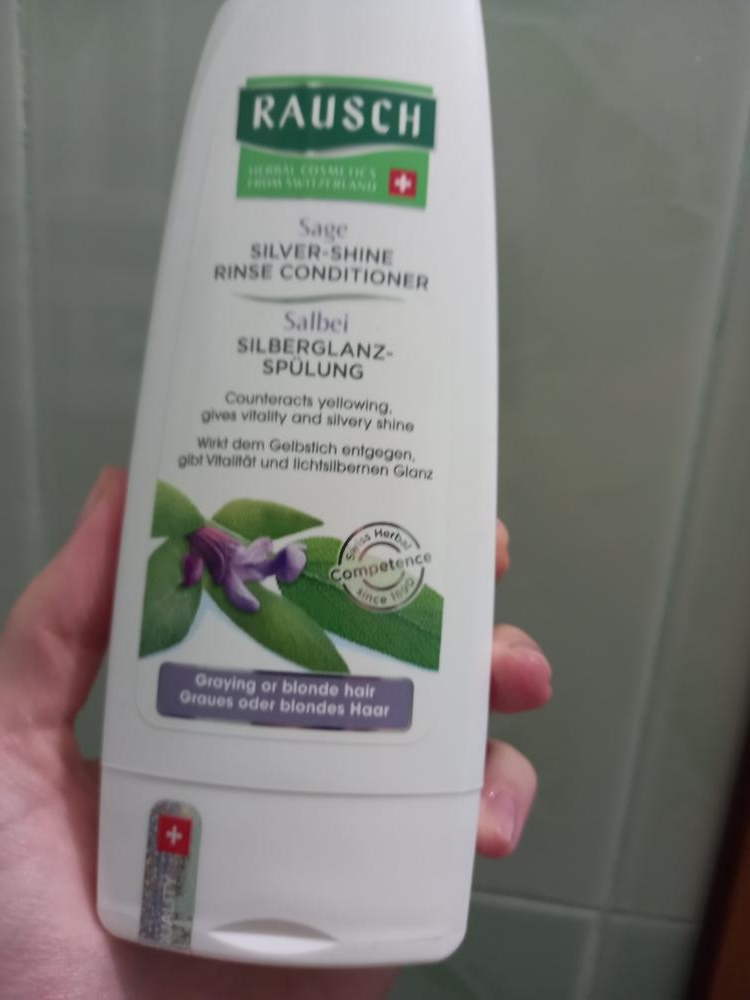 RAUSCH
HERBAL COSMETICS
FROM SWITZERLAND
Sage
SILVER-SHINE
RINSE CONDITIONER
Salbei
SILBERGLANZ-
SPÜLUNG
Counteracts yellowing,
gives vitality and silvery shine
Wirkt dem Gelbstich entgegen,
gibt Vitalität und lichtsilbernen Glanz
Swiss Herbal
Competence
since 1890
Graying or blonde hair
Graues oder blondes Haar